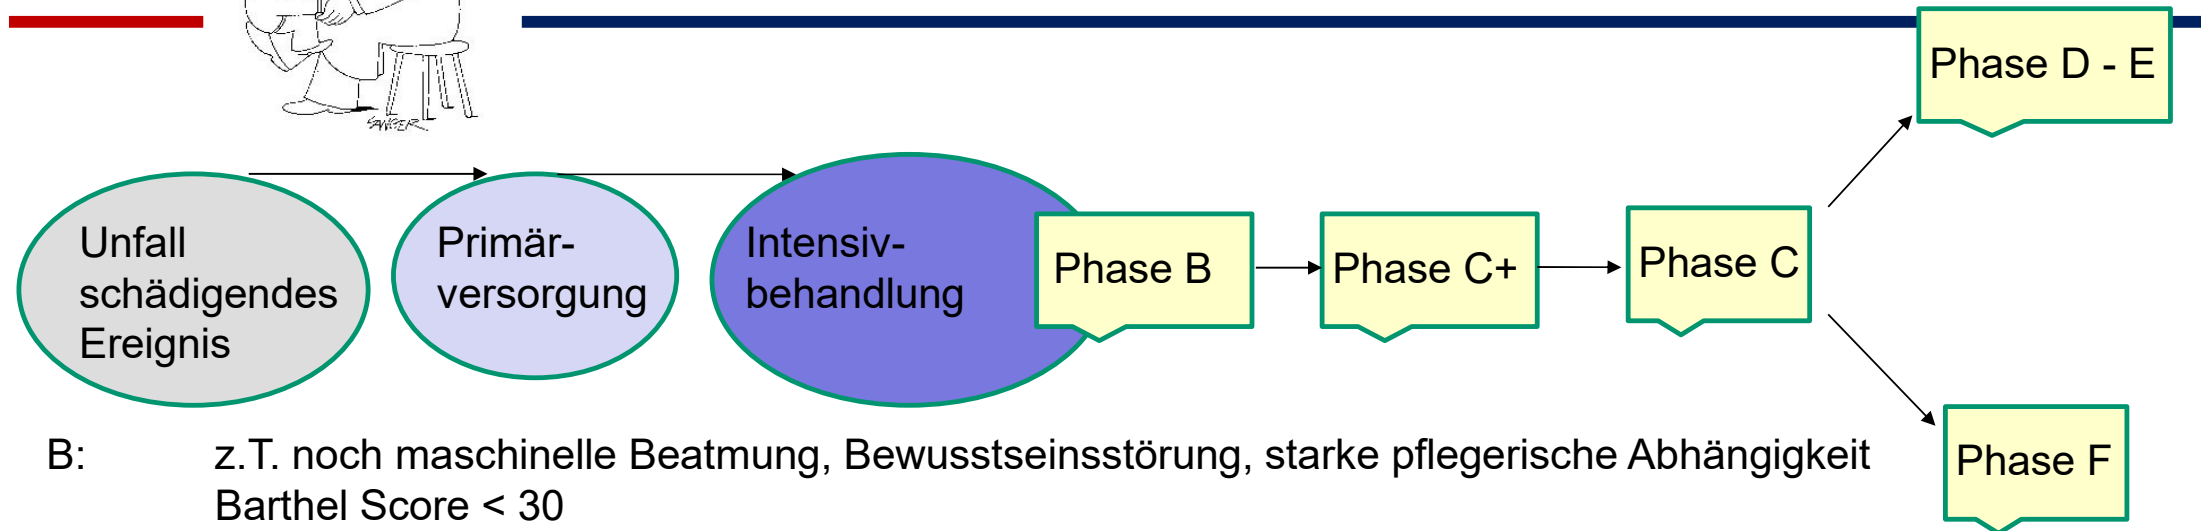 SANGER
Phase D - E
Unfall
schädigendes
Ereignis
Primär-
versorgung
Intensiv-
behandlung
Phase B
Phase C+
Phase C
B: z.T. noch maschinelle Beatmung, Bewusstseinsstörung, starke pflegerische Abhängigkeit
Barthel Score < 30
Phase F